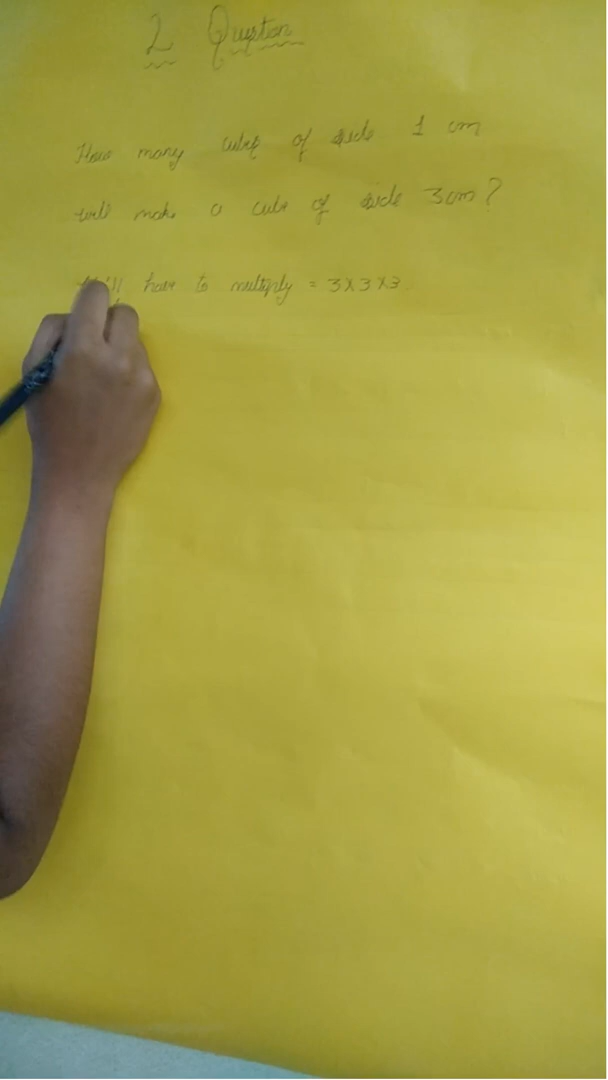 2 Question
How many cubes of side 1 cm
will make a cube of side 3cm?
have to multiply = 3x3x3